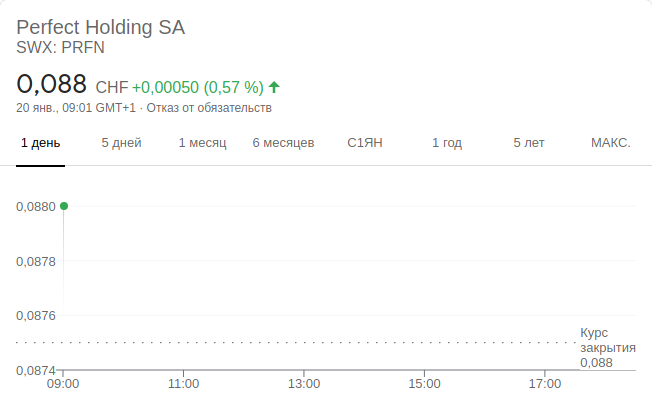 Perfect Holding SA
SWX: PRFN
0,088 CHF +0,00050 (0,57 %)
20 янв., 09:01 GMT+1 · Отказ от обязательств
1 день 5 дней 1 месяц 6 месяцев С1ЯН 1 год 5 лет МАКС.
0,0880
0,0878
0,0876
0,0874
Курс
закрытия
0,088
09:00 11:00 13:00 15:00 17:00